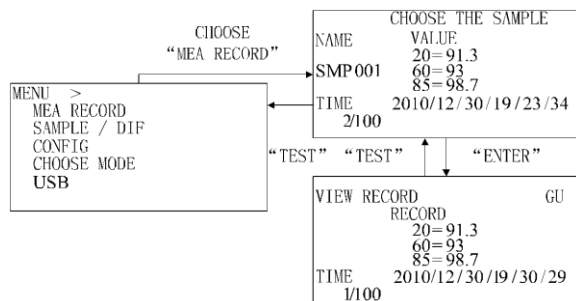 CHOOSE
"MEA RECORD"
MENU >
MEA RECORD
SAMPLE / DIF
CONFIG
CHOOSE MODE
USB
CHOOSE THE SAMPLE
NAME VALUE
20=91.3
SMP001 60=93
85=98.7
TIME 2010/12/30/19/23/34
2/100
"TEST" "TEST" "ENTER"
VIEW RECORD GU
RECORD
20=91.3
60=93
85=98.7
TIME 2010/12/30/19/30/29
1/100